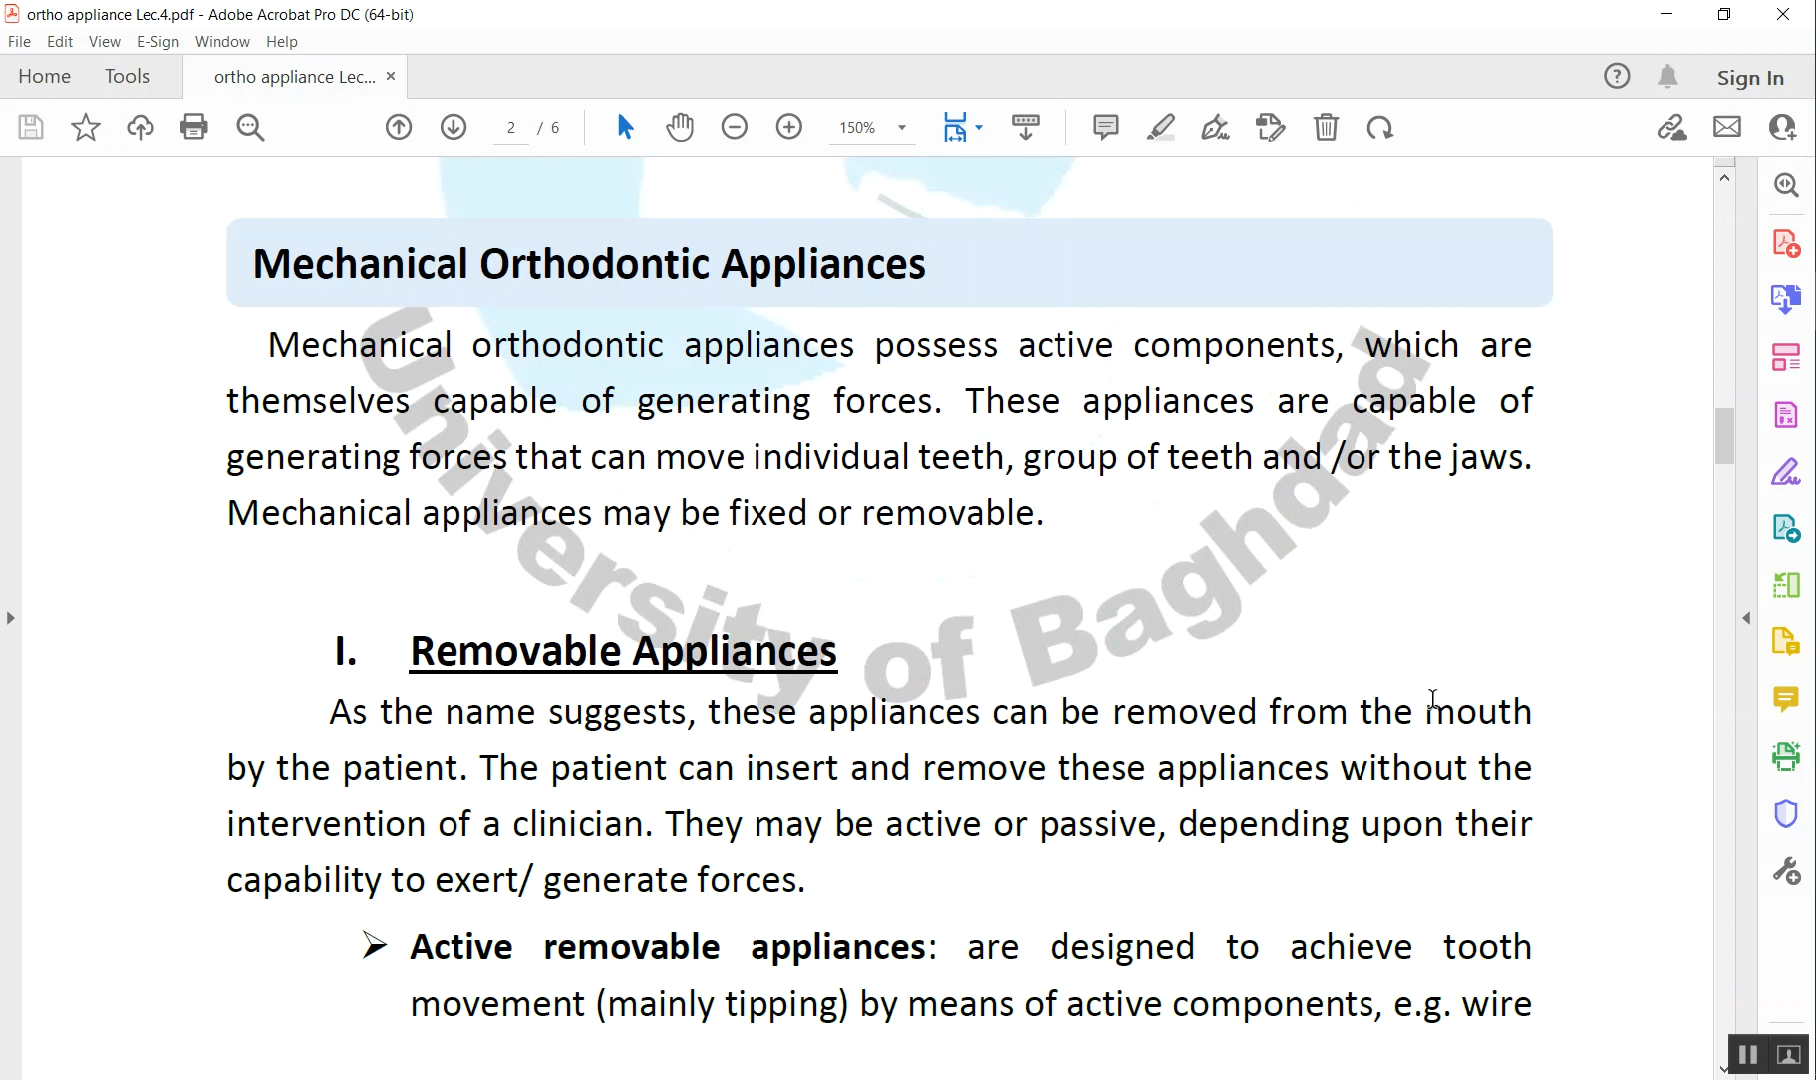 ortho appliance Lec.4.pdf - Adobe Acrobat Pro DC (64-bit)
File Edit View E-Sign Window Help
Home Tools ortho appliance Lec... × Sign In
2 / 6 150%
Mechanical Orthodontic Appliances
Mechanical orthodontic appliances possess active components, which are
themselves capable of generating forces. These appliances are capable of
generating forces that can move individual teeth, group of teeth and /or the jaws.
Mechanical appliances may be fixed or removable.
University of Baghdad
I. Removable Appliances
As the name suggests, these appliances can be removed from the mouth
by the patient. The patient can insert and remove these appliances without the
intervention of a clinician. They may be active or passive, depending upon their
capability to exert/ generate forces.
➢ Active removable appliances: are designed to achieve tooth
movement (mainly tipping) by means of active components, e.g. wire